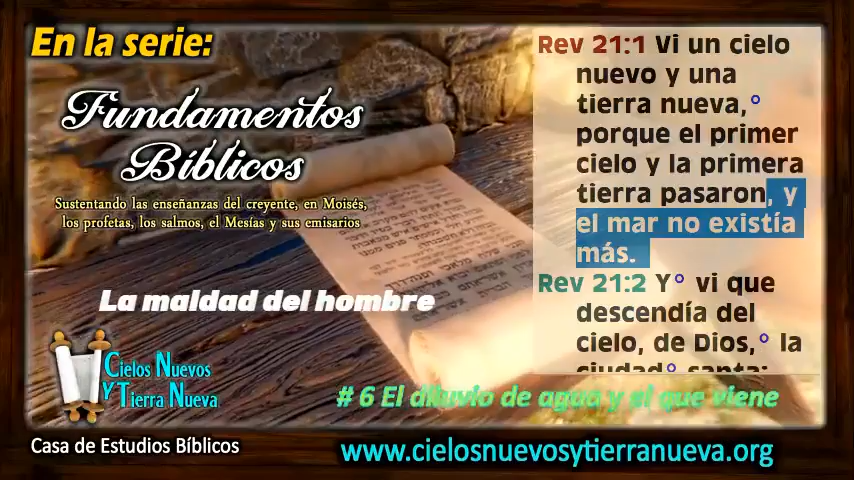 En la serie:
Fundamentos
Bíblicos
Sustentando las enseñanzas del creyente, en Moisés,
los profetas, los salmos, el Mesías y sus emisarios
La maldad del hombre
Cielos Nuevos
Y Tierra Nueva
Casa de Estudios Bíblicos
Rev 21:1 Vi un cielo
nuevo y una
tierra nueva,°
porque el primer
cielo y la primera
tierra pasaron, y
el mar no existía
más.
Rev 21:2 Y° vi que
descendía del
cielo, de Dios,° la
ciudad° santa:
# 6 El diluvio de agua y el que viene
www.cielosnuevosytierranueva.org